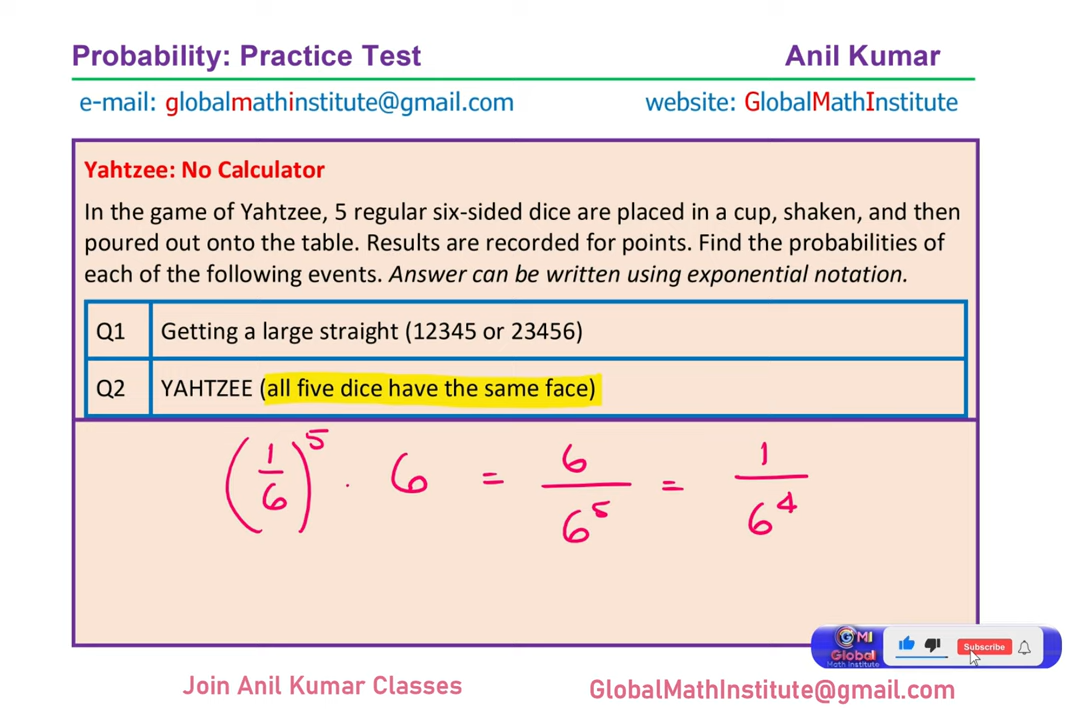 Probability: Practice Test Anil Kumar
e-mail: globalmathinstitute@gmail.com website: GlobalMathInstitute
Yahtzee: No Calculator
In the game of Yahtzee, 5 regular six-sided dice are placed in a cup, shaken, and then
poured out onto the table. Results are recorded for points. Find the probabilities of
each of the following events. Answer can be written using exponential notation.
Q1 Getting a large straight (12345 or 23456)
Q2 YAHTZEE (all five dice have the same face)
(1/6)^5 · 6 = 6/6^5 = 1/6^4
GMI
Global
Math Institute
Subscribe
Join Anil Kumar Classes GlobalMathInstitute@gmail.com